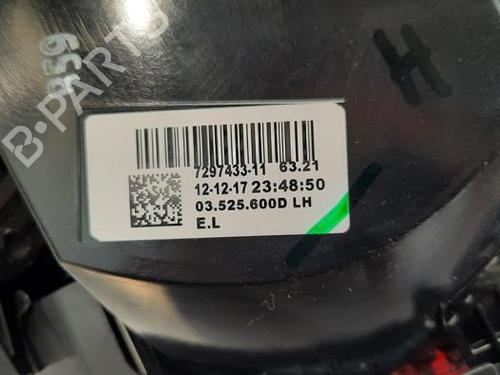 B-PARTS
H
7297433-11 63.21
12-12-17 23:48:50
03.525.600D LH
E.L